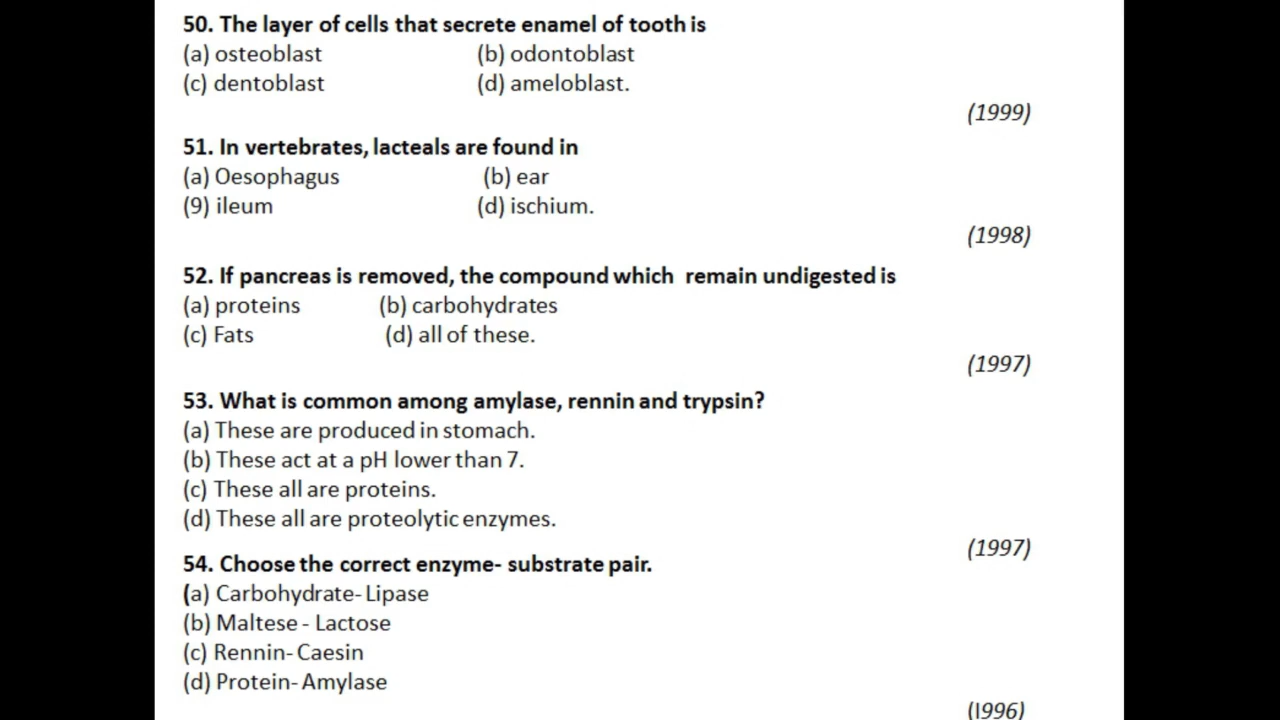 50. The layer of cells that secrete enamel of tooth is
(a) osteoblast (b) odontoblast
(c) dentoblast (d) ameloblast.
(1999)
51. In vertebrates, lacteals are found in
(a) Oesophagus (b) ear
(9) ileum (d) ischium.
(1998)
52. If pancreas is removed, the compound which remain undigested is
(a) proteins (b) carbohydrates
(c) Fats (d) all of these.
(1997)
53. What is common among amylase, rennin and trypsin?
(a) These are produced in stomach.
(b) These act at a pH lower than 7.
(c) These all are proteins.
(d) These all are proteolytic enzymes.
(1997)
54. Choose the correct enzyme- substrate pair.
(a) Carbohydrate- Lipase
(b) Maltese - Lactose
(c) Rennin- Caesin
(d) Protein- Amylase
(l996)